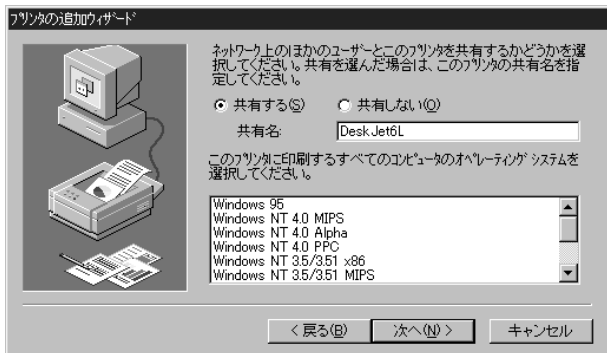 プリンタの追加ウィザード
ネットワーク上のほかのユーザーとこのプリンタを共有するかどうかを選
択してください。共有を選んだ場合は、このプリンタの共有名を指
定してください。
共有する(S) 共有しない(O)
共有名: DeskJet6L
このプリンタに印刷するすべてのコンピュータのオペレーティング システムを
選択してください。
Windows 95
Windows NT 4.0 MIPS
Windows NT 4.0 Alpha
Windows NT 4.0 PPC
Windows NT 3.5/3.51 x86
Windows NT 3.5/3.51 MIPS
< 戻る(B) 次へ(N) > キャンセル